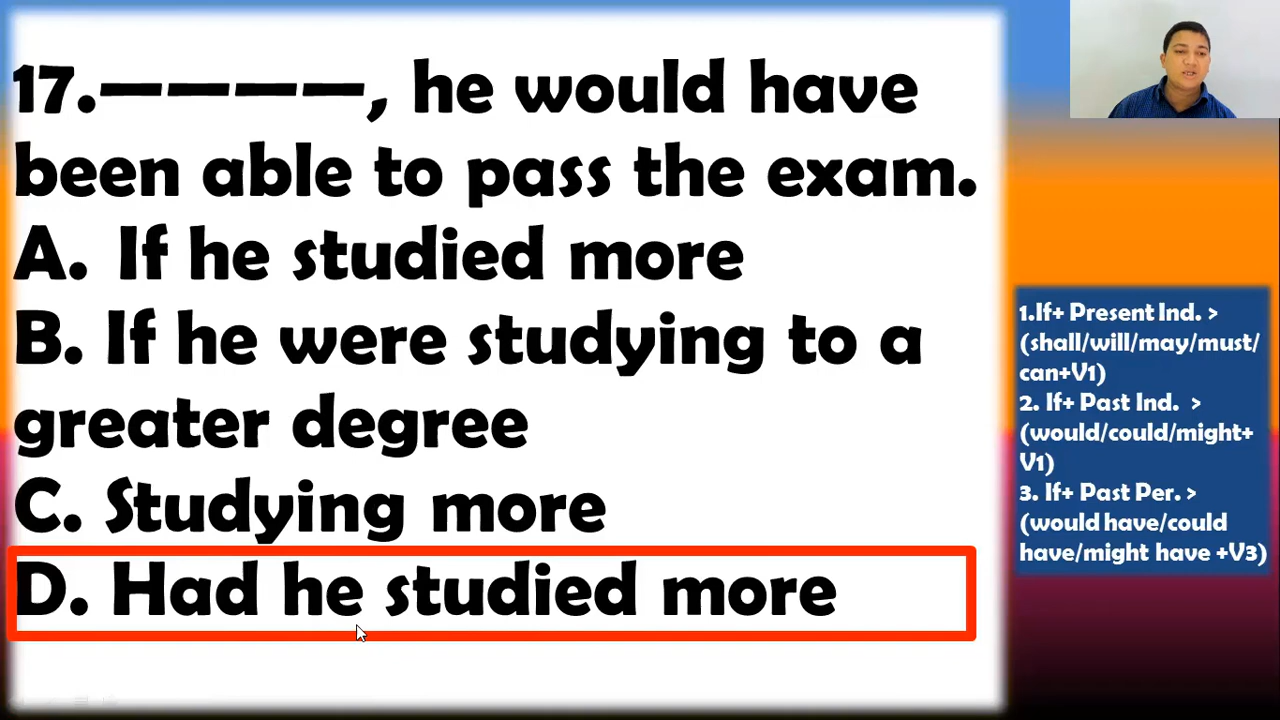 17.————, he would have
been able to pass the exam.
A. If he studied more
B. If he were studying to a
greater degree
C. Studying more
D. Had he studied more
1.If+ Present Ind. >
(shall/will/may/must/
can+V1)
2. If+ Past Ind. >
(would/could/might+
V1)
3. If+ Past Per. >
(would have/could
have/might have +V3)